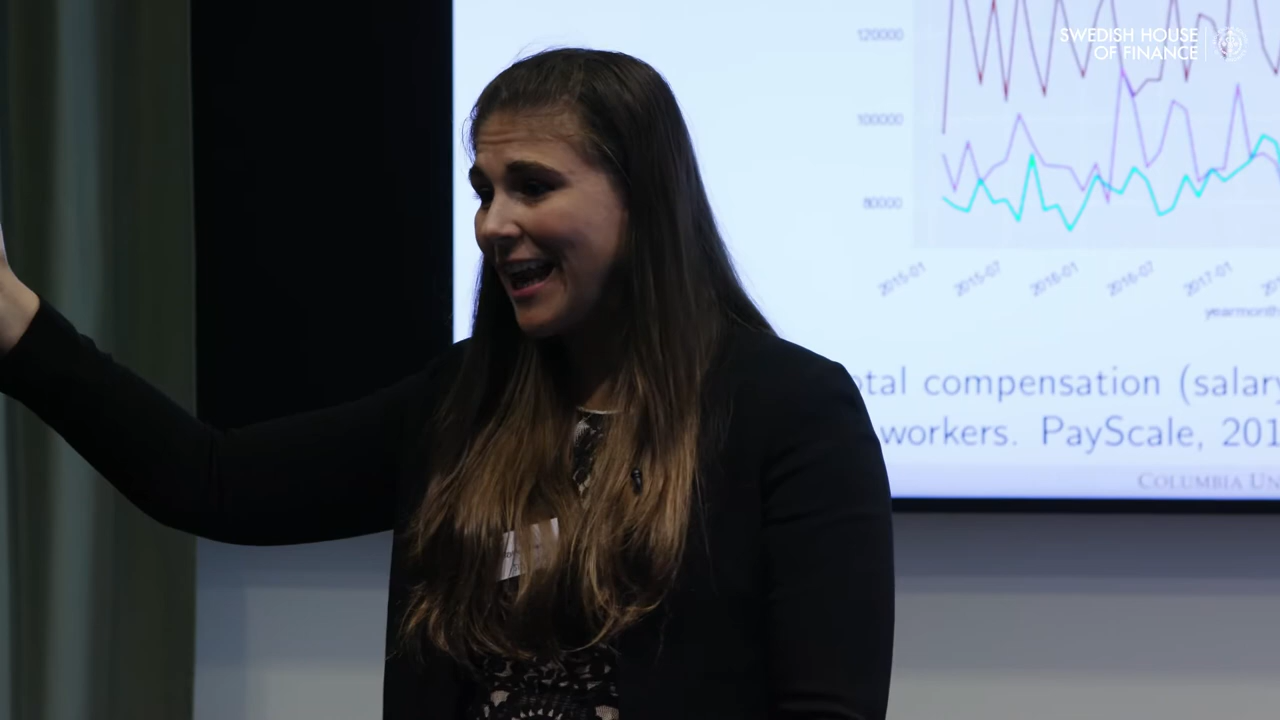 SWEDISH HOUSE
OF FINANCE
120000
100000
80000
2015-01
2015-07
2016-01
2016-07
2017-01
yearmonth
otal compensation (salary
workers. PayScale, 201
COLUMBIA UN